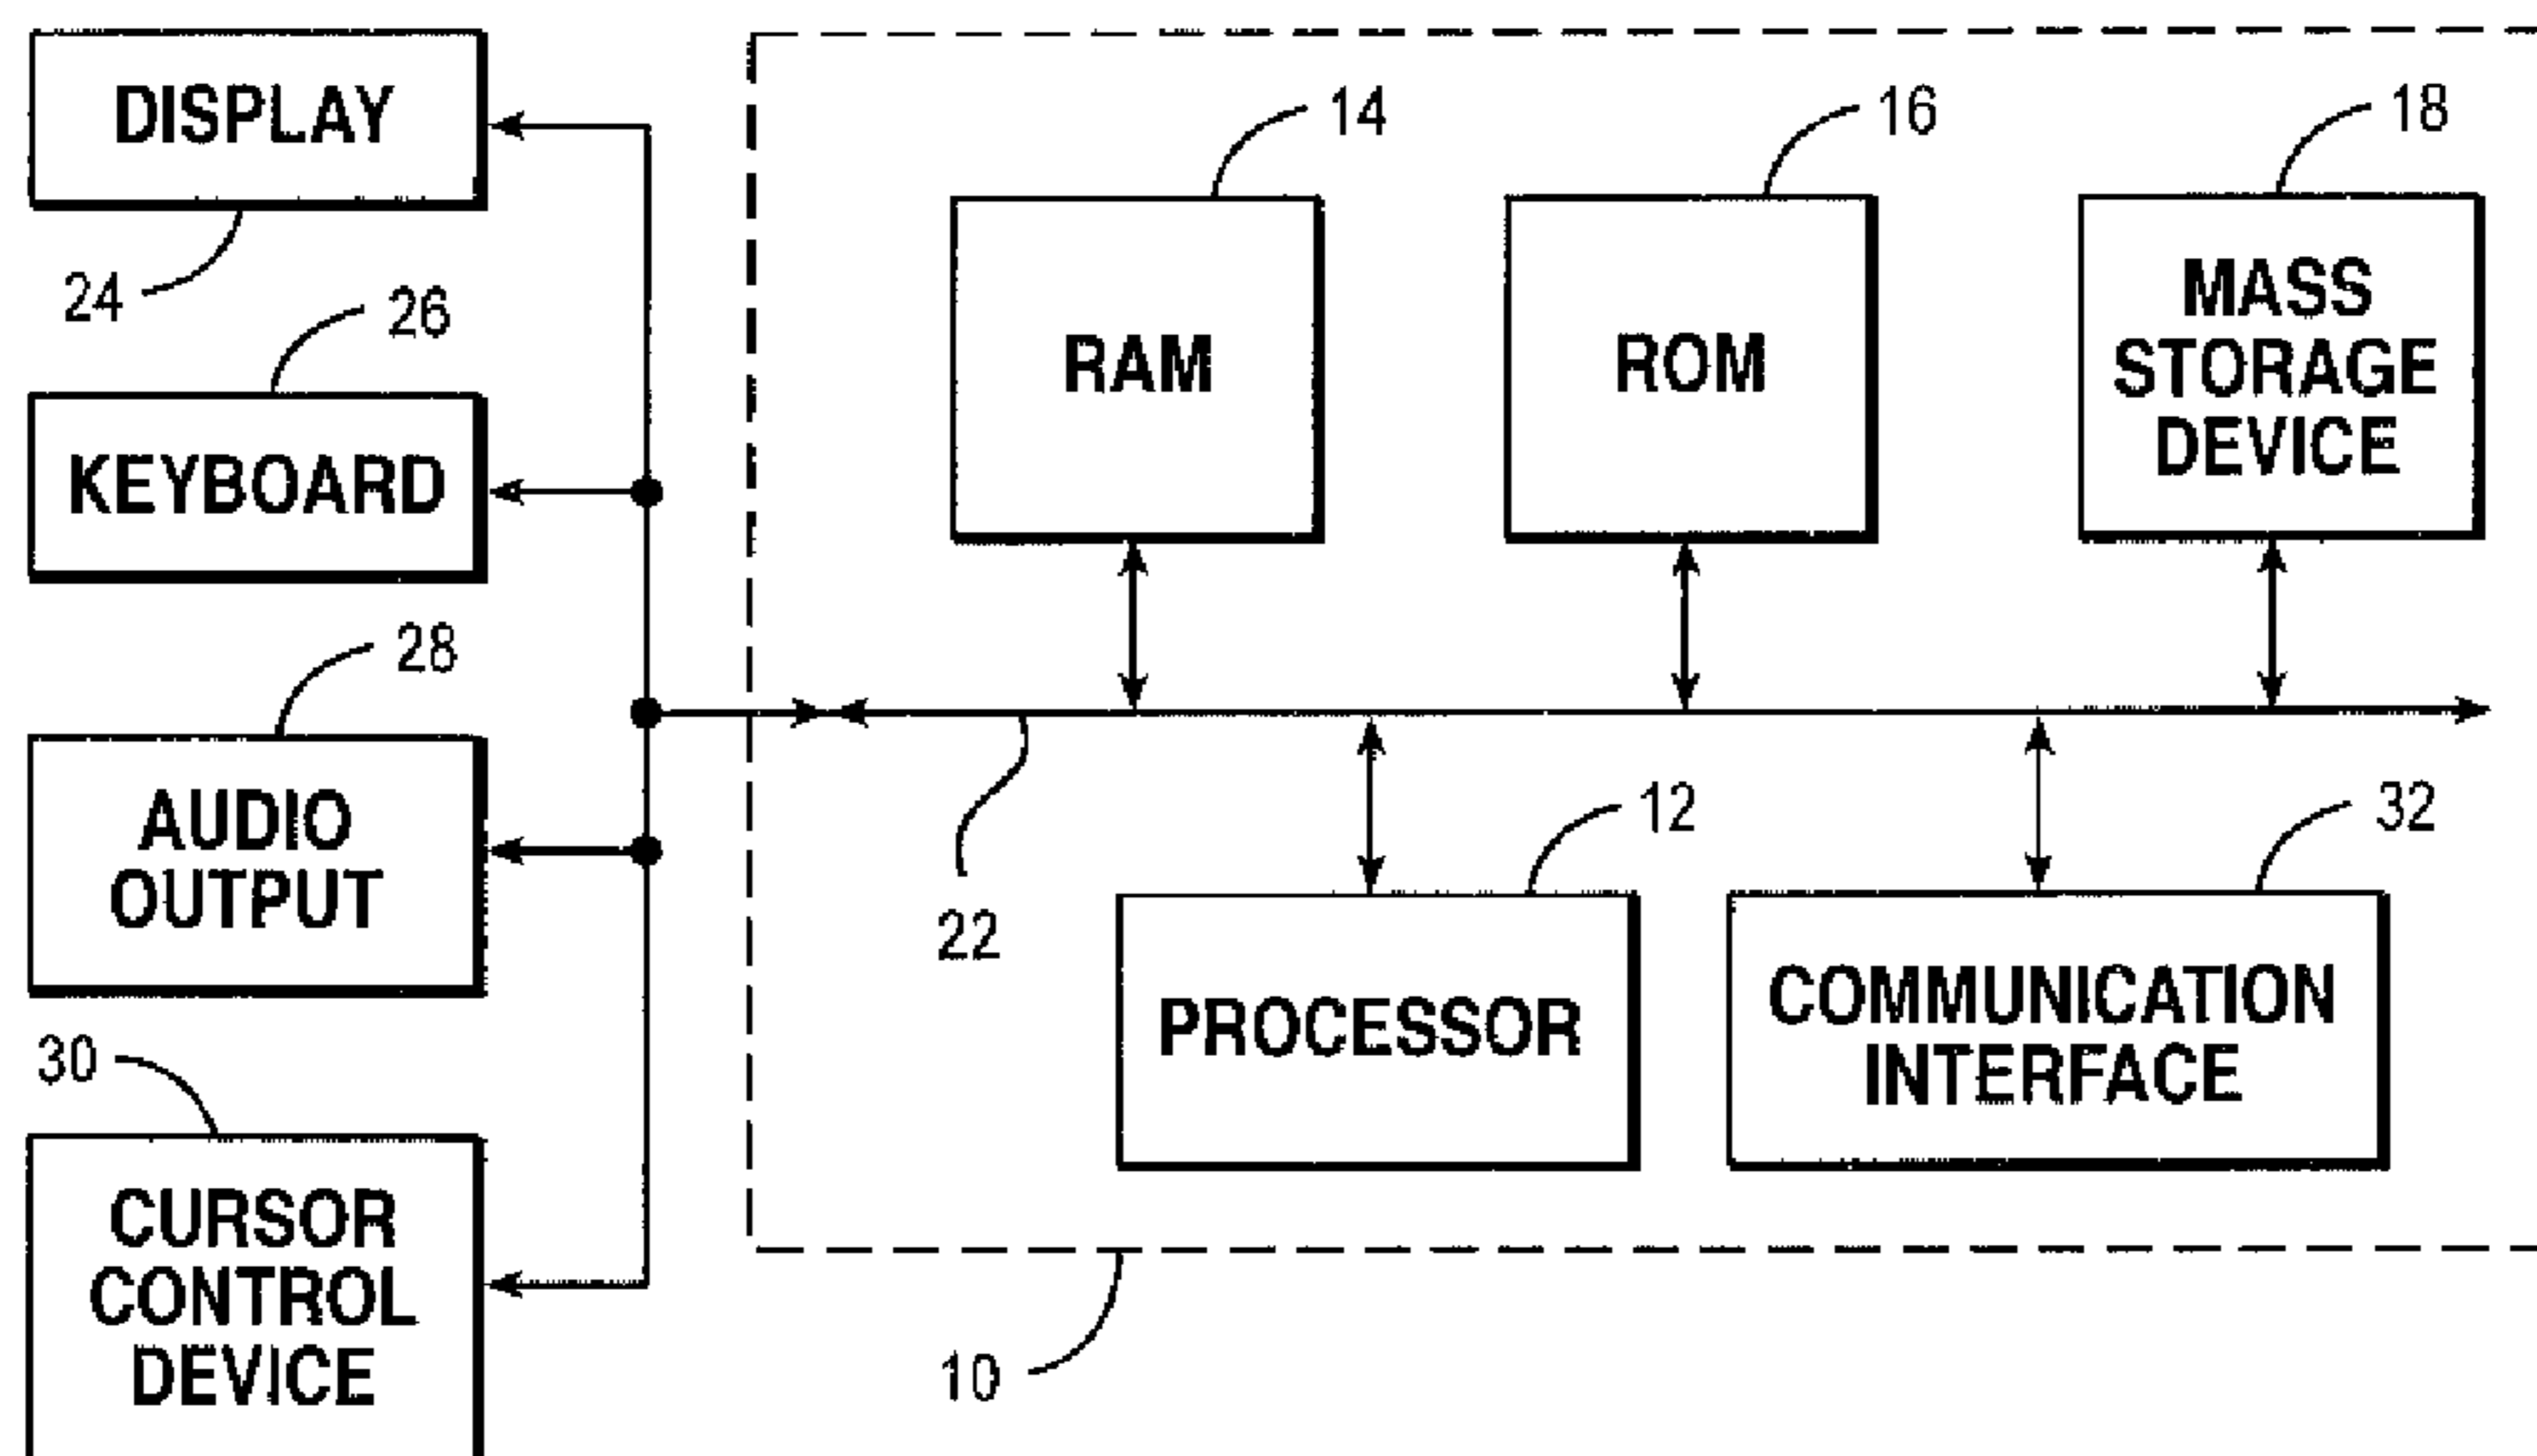 DISPLAY
24
26
KEYBOARD
28
AUDIO
OUTPUT
30
CURSOR
CONTROL
DEVICE
14
RAM
16
ROM
18
MASS
STORAGE
DEVICE
22
12
PROCESSOR
32
COMMUNICATION
INTERFACE
10